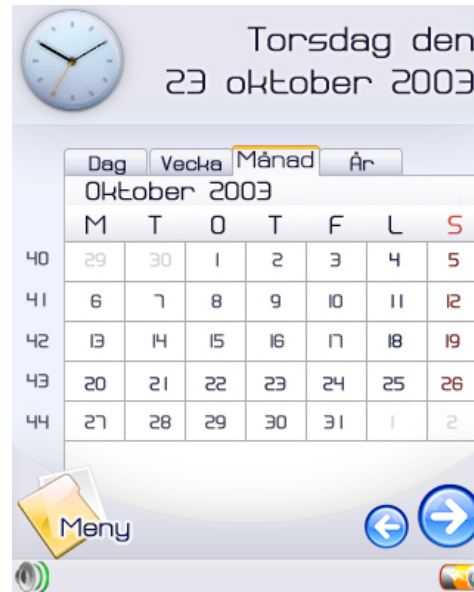 Torsdag den
23 oktober 2003
Dag Vecka Månad År
Oktober 2003
M T O T F L S
40 29 30 1 2 3 4 5
41 6 7 8 9 10 11 12
42 13 14 15 16 17 18 19
43 20 21 22 23 24 25 26
44 27 28 29 30 31 1 2
Meny